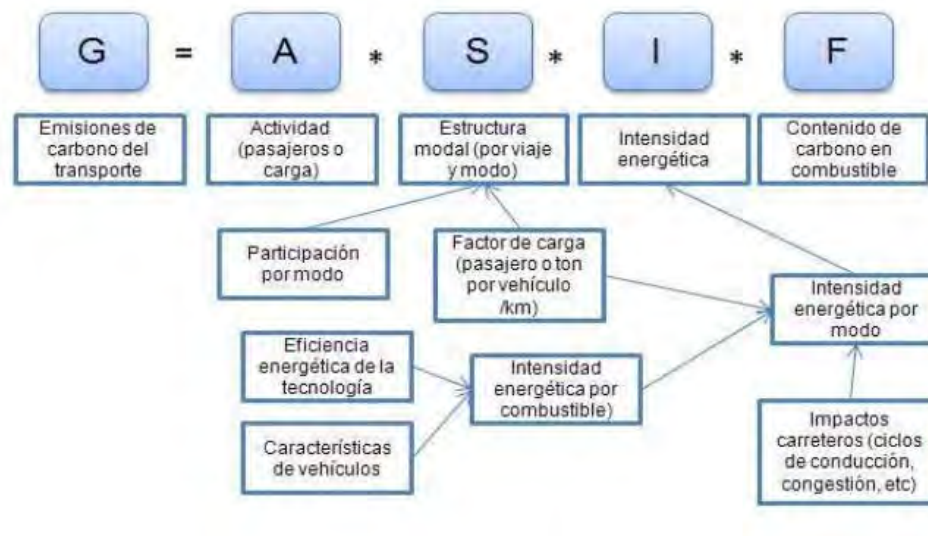 G = A * S * I * F
Emisiones de
carbono del
transporte
Actividad
(pasajeros o
carga)
Estructura
modal (por viaje
y modo)
Intensidad
energética
Contenido de
carbono en
combustible
Participación
por modo
Factor de carga
(pasajero o ton
por vehículo
/km)
Intensidad
energética por
modo
Eficiencia
energética de la
tecnología
Intensidad
energética por
combustible)
Características
de vehículos
Impactos
carreteros (ciclos
de conducción,
congestión, etc)